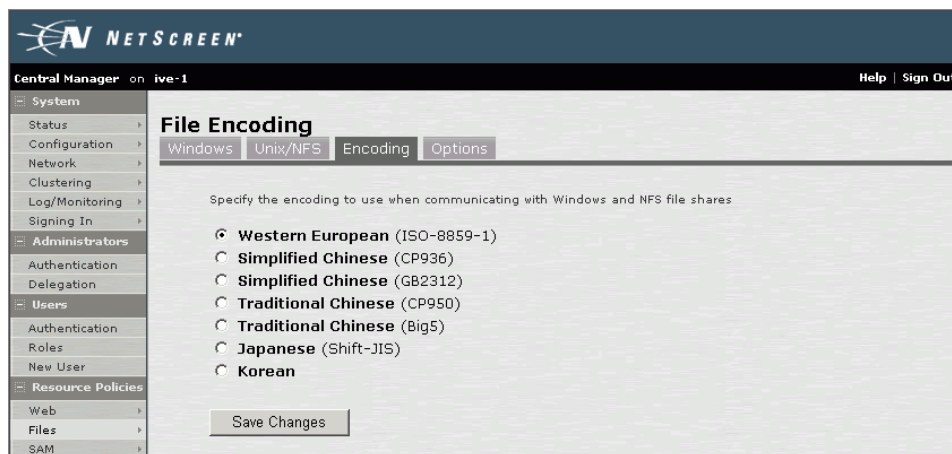 NETSCREEN
Central Manager on ive-1
Help | Sign Out
System
Status
Configuration
Network
Clustering
Log/Monitoring
Signing In
Administrators
Authentication
Delegation
Users
Authentication
Roles
New User
Resource Policies
Web
Files
SAM
File Encoding
Windows Unix/NFS Encoding Options
Specify the encoding to use when communicating with Windows and NFS file shares
Western European (ISO-8859-1)
Simplified Chinese (CP936)
Simplified Chinese (GB2312)
Traditional Chinese (CP950)
Traditional Chinese (Big5)
Japanese (Shift-JIS)
Korean
Save Changes